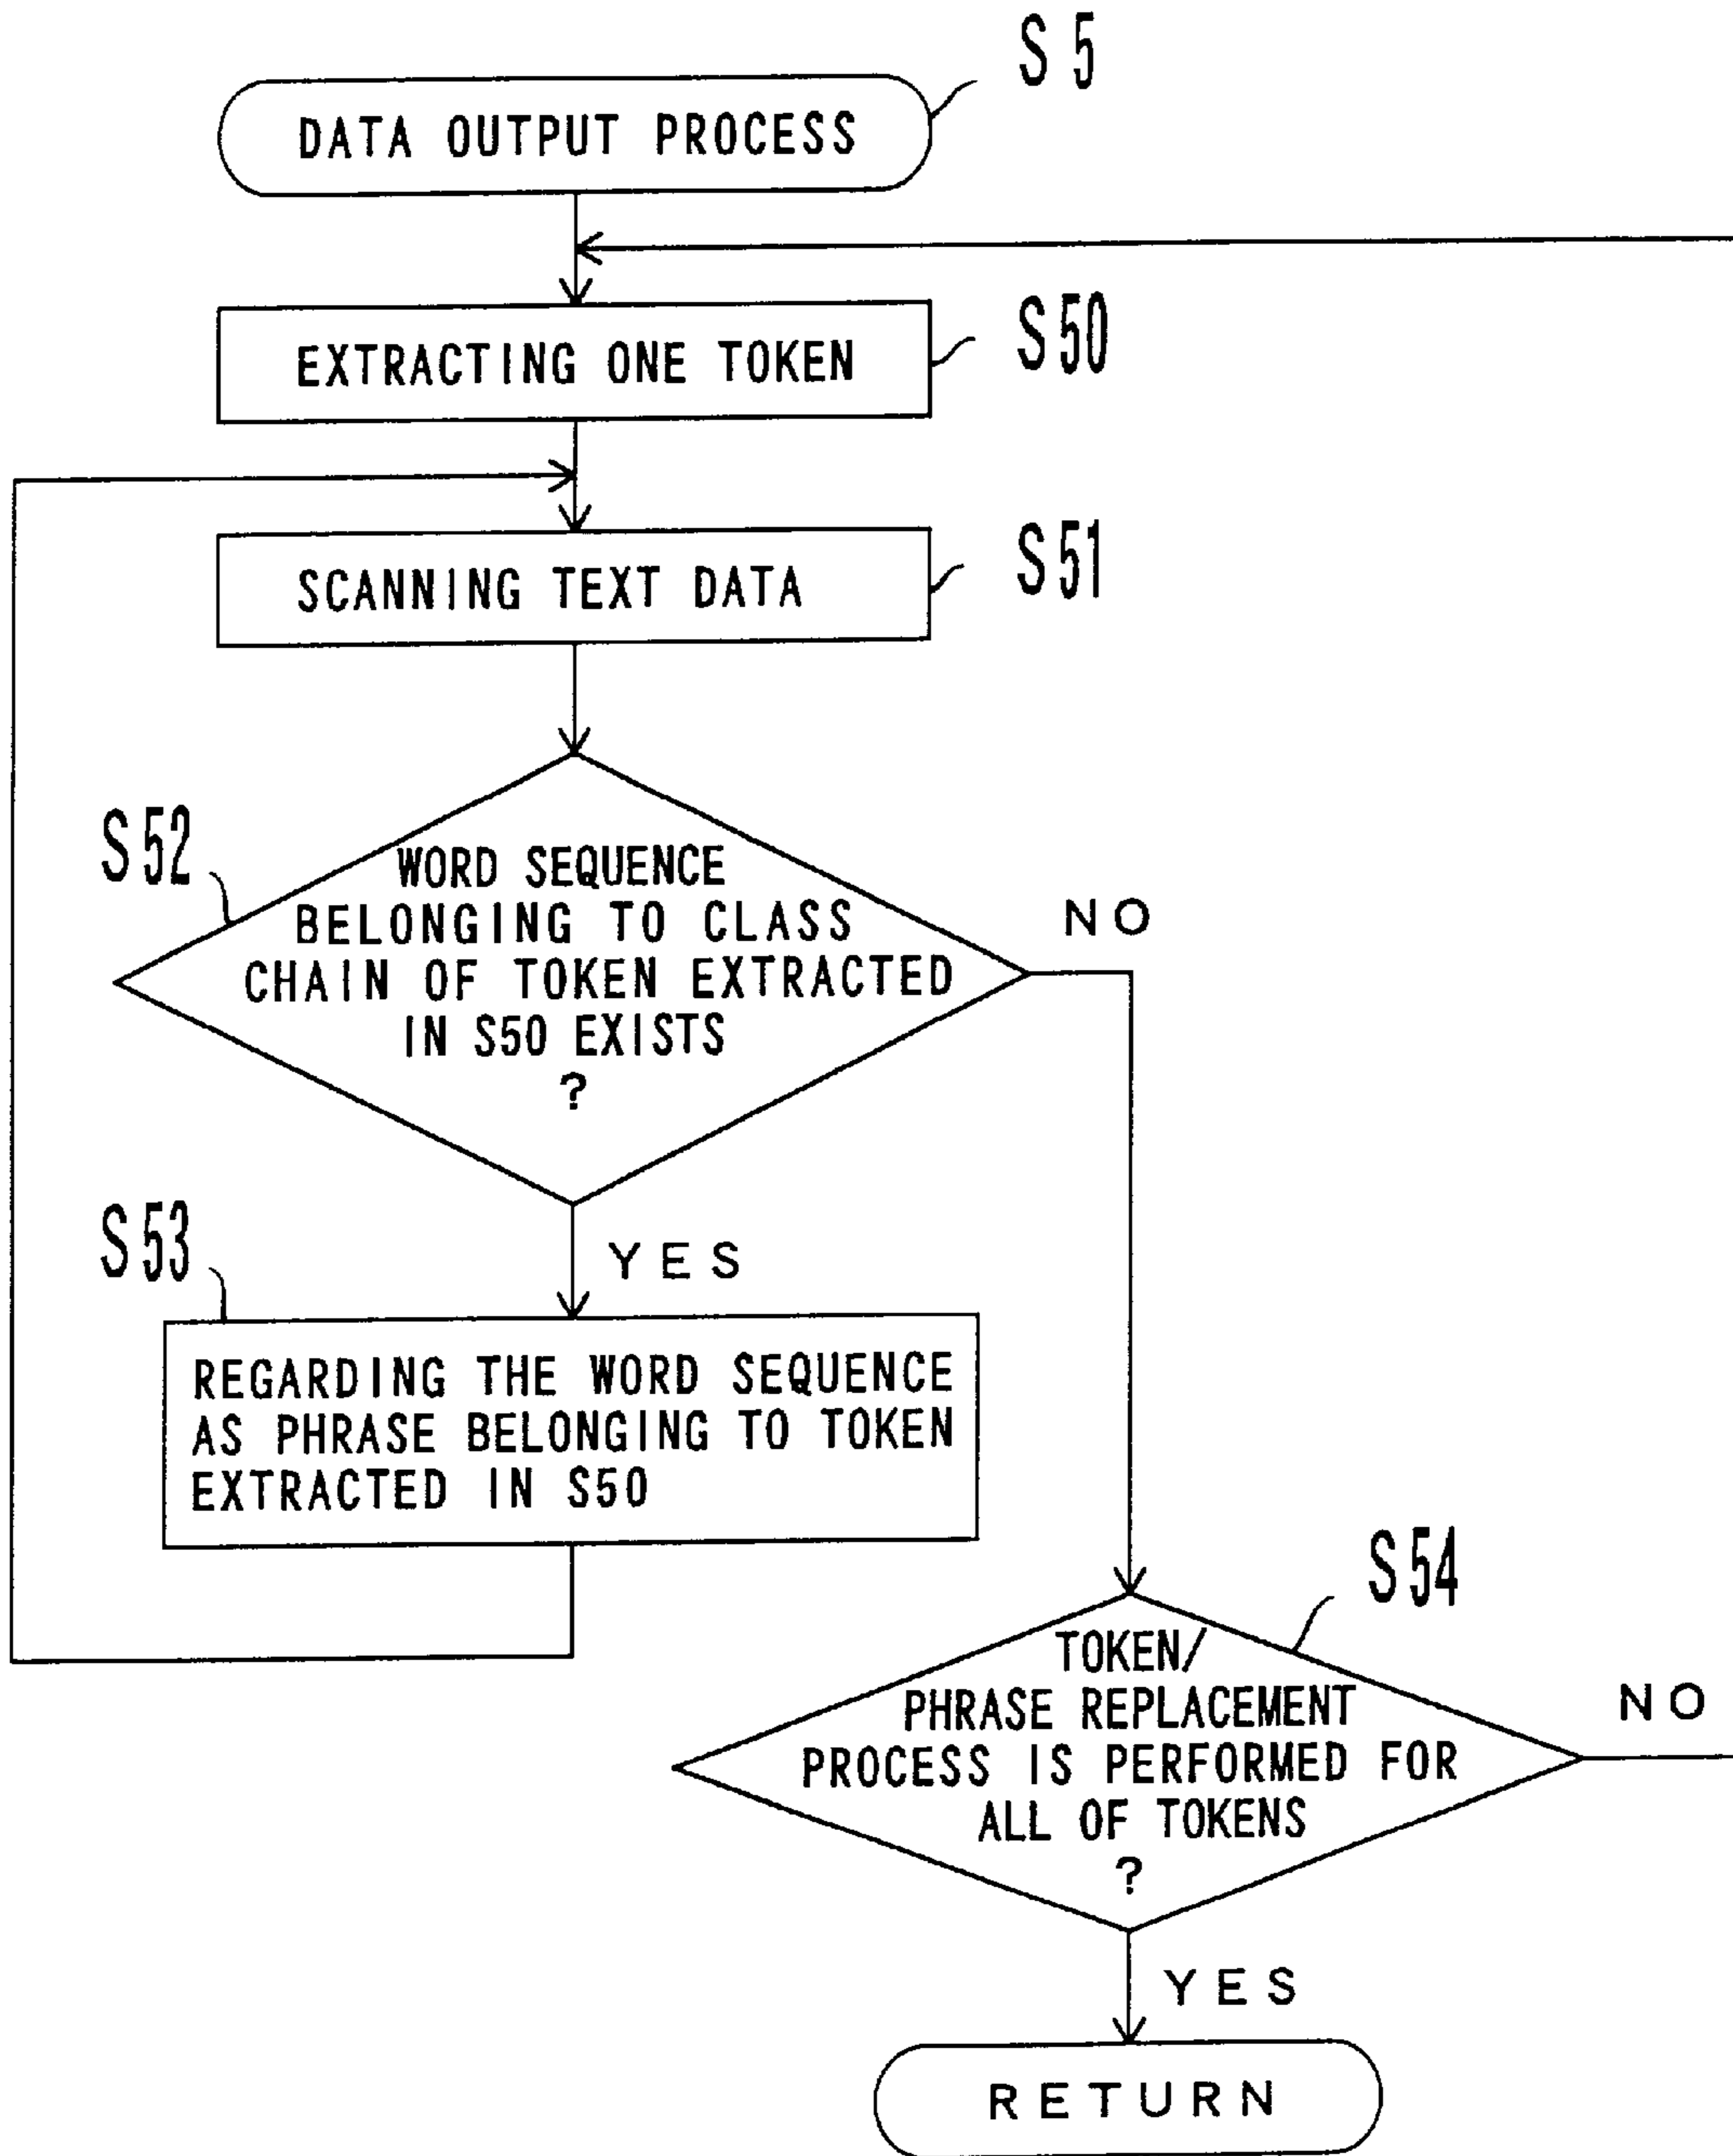 S5
DATA OUTPUT PROCESS
S50
EXTRACTING ONE TOKEN
S51
SCANNING TEXT DATA
S52
WORD SEQUENCE
BELONGING TO CLASS
CHAIN OF TOKEN EXTRACTED
IN S50 EXISTS
?
NO
YES
S53
REGARDING THE WORD SEQUENCE
AS PHRASE BELONGING TO TOKEN
EXTRACTED IN S50
S54
TOKEN/
PHRASE REPLACEMENT
PROCESS IS PERFORMED FOR
ALL OF TOKENS
?
NO
YES
RETURN